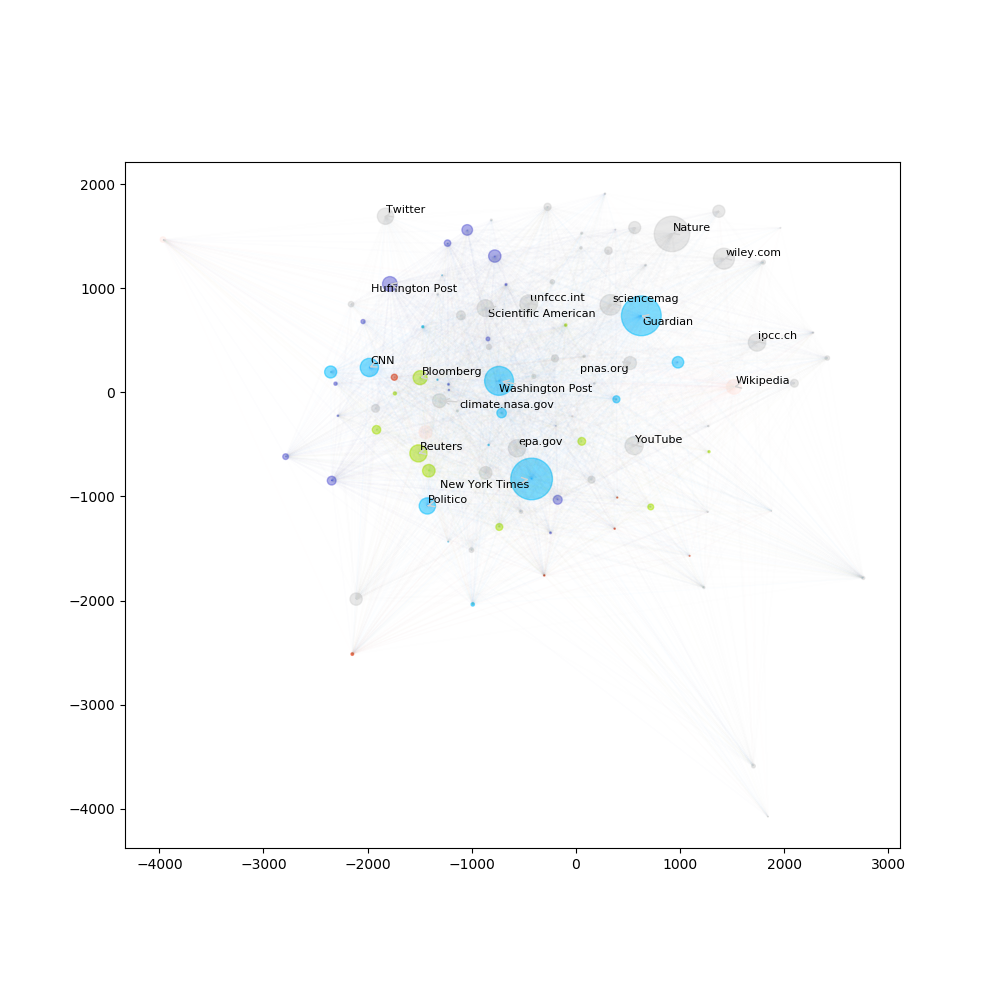 2000
1000
0
−1000
−2000
−3000
−4000
Twitter
Nature
wiley.com
Huffington Post
unfccc.int
sciencemag
Scientific American
Guardian
ipcc.ch
CNN
Bloomberg
pnas.org
Wikipedia
Washington Post
climate.nasa.gov
Reuters
epa.gov
YouTube
New York Times
Politico
−4000 −3000 −2000 −1000 0 1000 2000 3000